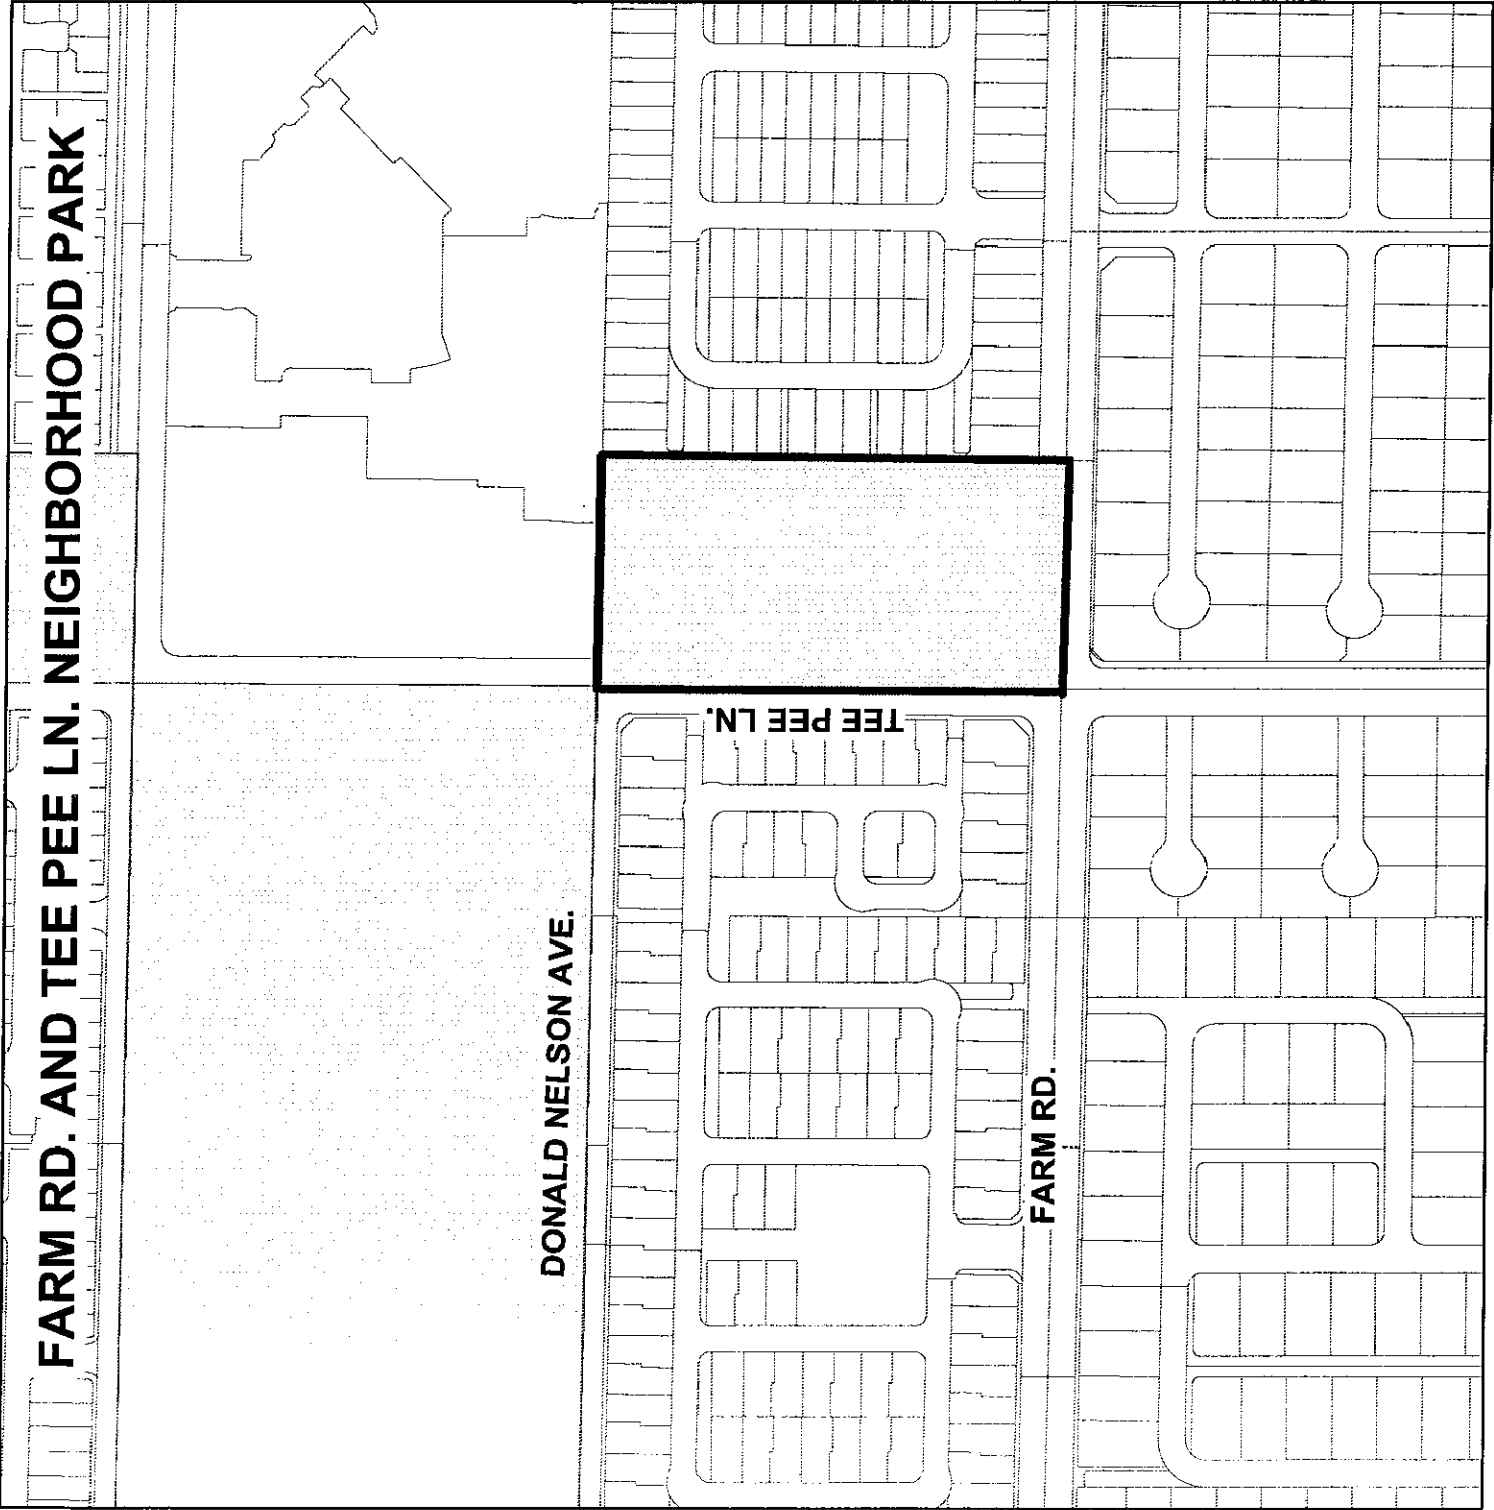 FARM RD. AND TEE PEE LN. NEIGHBORHOOD PARK
DONALD NELSON AVE.
TEE PEE LN.
FARM RD.